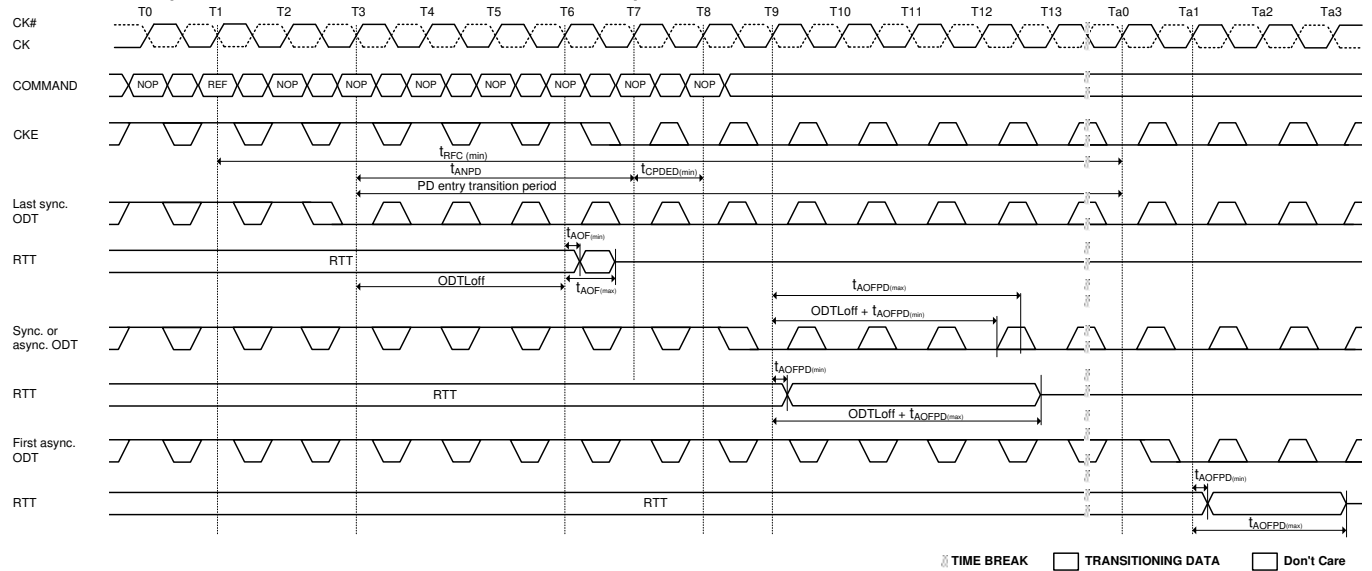 T0 T1 T2 T3 T4 T5 T6 T7 T8 T9 T10 T11 T12 T13 Ta0 Ta1 Ta2 Ta3
CK#
CK
COMMAND NOP REF NOP NOP NOP NOP NOP NOP NOP
CKE
tRFC (min)
tANPD tCPDED(min)
PD entry transition period
Last sync.
ODT
tAOF(min)
RTT RTT
ODTLoff tAOF(max)
tAOFPD(max)
ODTLoff + tAOFPD(min)
Sync. or
async. ODT
tAOFPD(min)
RTT RTT
ODTLoff + tAOFPD(max)
First async.
ODT
tAOFPD(min)
RTT RTT
tAOFPD(max)
TIME BREAK TRANSITIONING DATA Don't Care